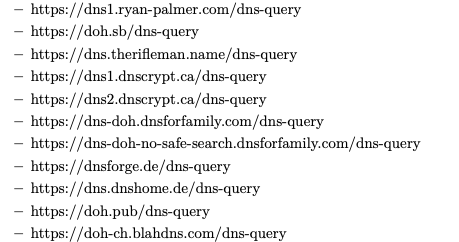 – https://dns1.ryan-palmer.com/dns-query
– https://doh.sb/dns-query
– https://dns.therifleman.name/dns-query
– https://dns1.dnscrypt.ca/dns-query
– https://dns2.dnscrypt.ca/dns-query
– https://dns-doh.dnsforfamily.com/dns-query
– https://dns-doh-no-safe-search.dnsforfamily.com/dns-query
– https://dnsforge.de/dns-query
– https://dns.dnshome.de/dns-query
– https://doh.pub/dns-query
– https://doh-ch.blahdns.com/dns-query